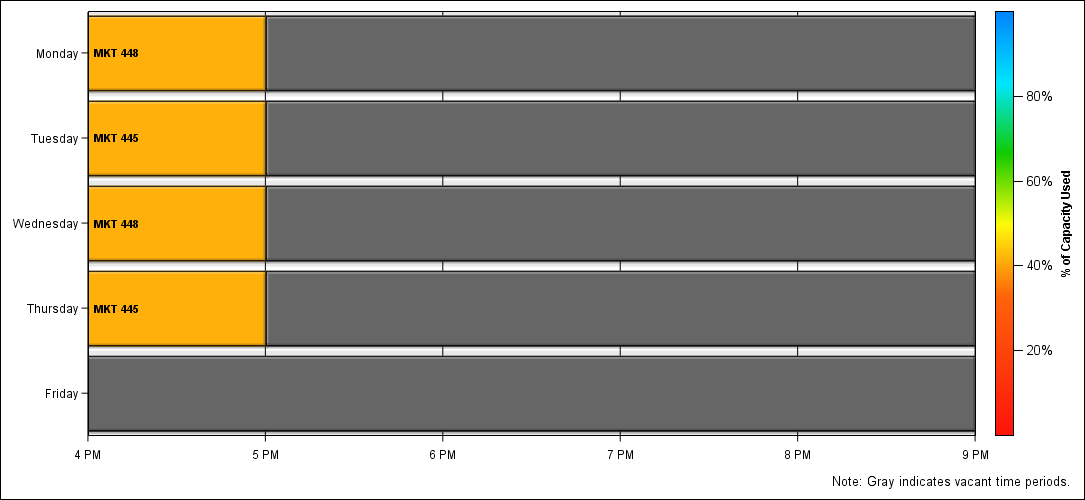 Monday
MKT 448
Tuesday
MKT 445
Wednesday
MKT 448
Thursday
MKT 445
Friday
4 PM 5 PM 6 PM 7 PM 8 PM 9 PM
80%
60%
40%
20%
% of Capacity Used
Note: Gray indicates vacant time periods.